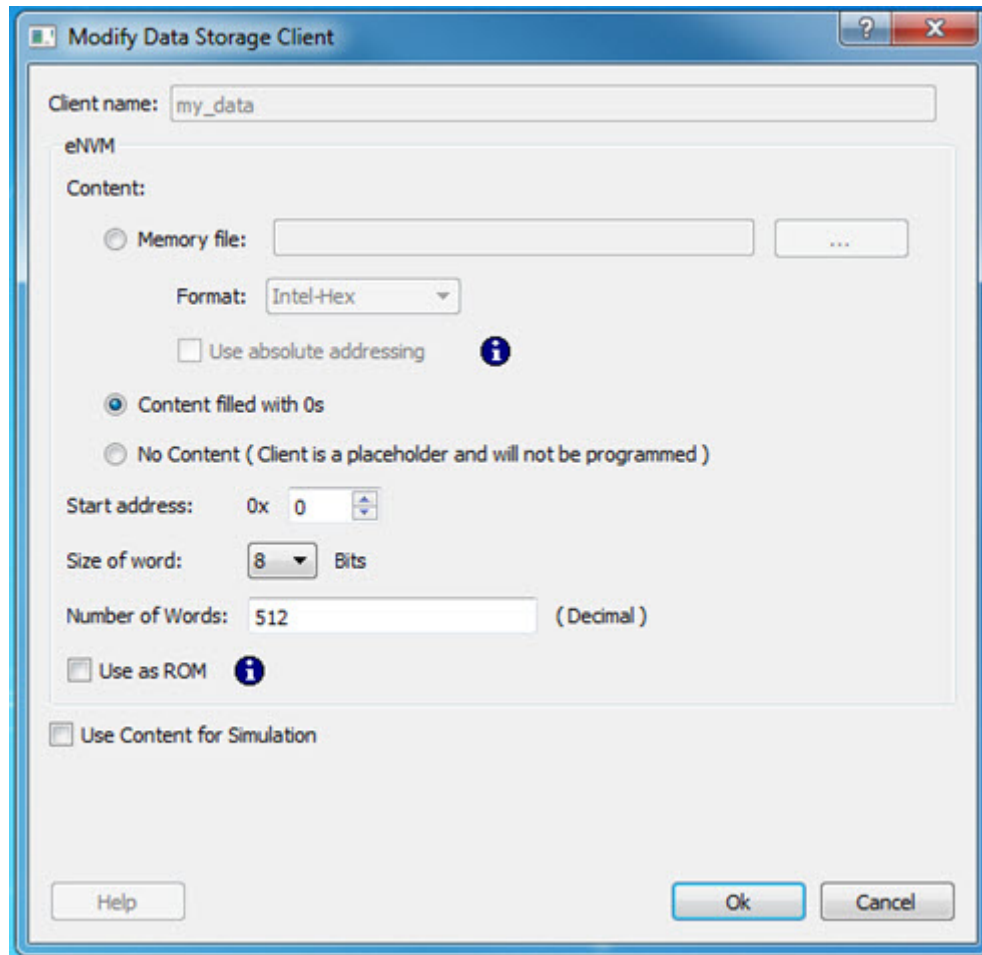 Modify Data Storage Client
Client name: my_data
eNVM
Content:
Memory file: ...
Format: Intel-Hex
Use absolute addressing
Content filled with 0s
No Content ( Client is a placeholder and will not be programmed )
Start address: 0x 0
Size of word: 8 Bits
Number of Words: 512 ( Decimal )
Use as ROM
Use Content for Simulation
Help Ok Cancel